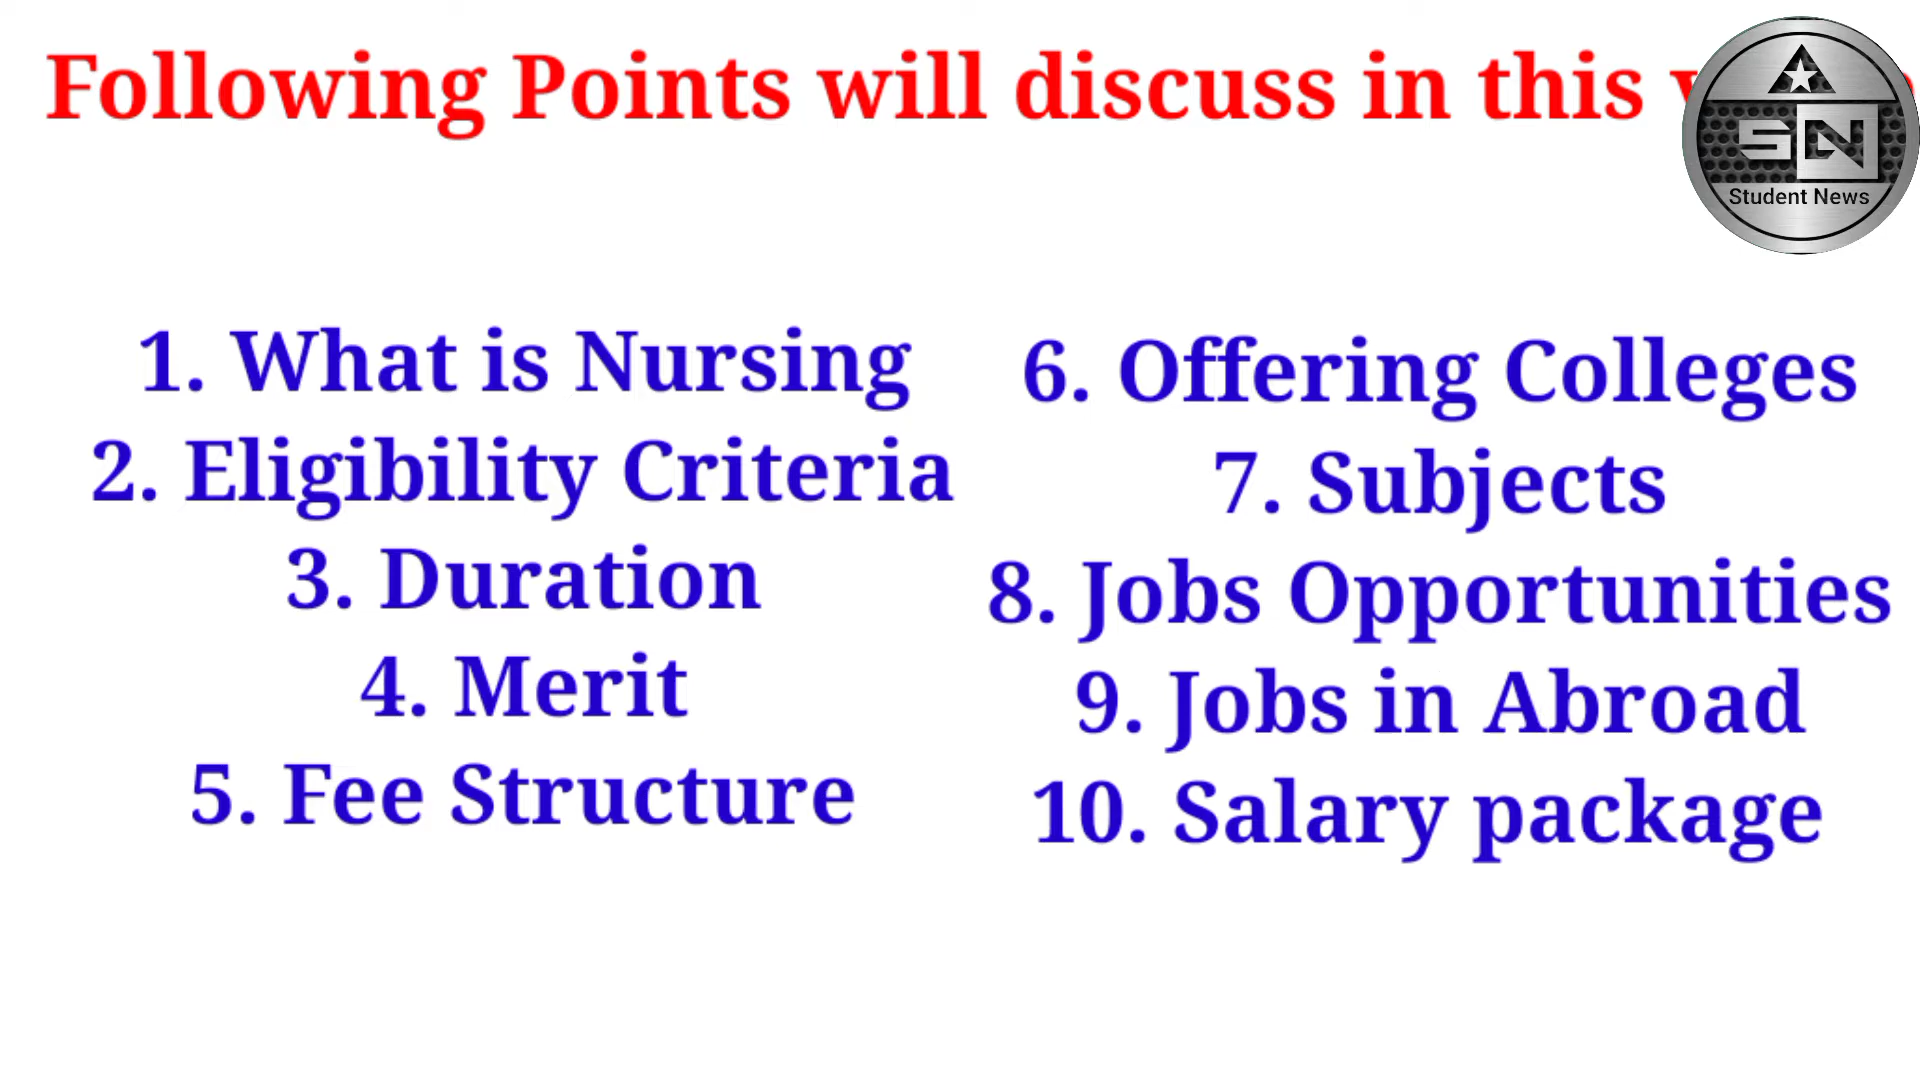 Following Points will discuss in this
SN
Student News
1. What is Nursing
2. Eligibility Criteria
3. Duration
4. Merit
5. Fee Structure
6. Offering Colleges
7. Subjects
8. Jobs Opportunities
9. Jobs in Abroad
10. Salary package